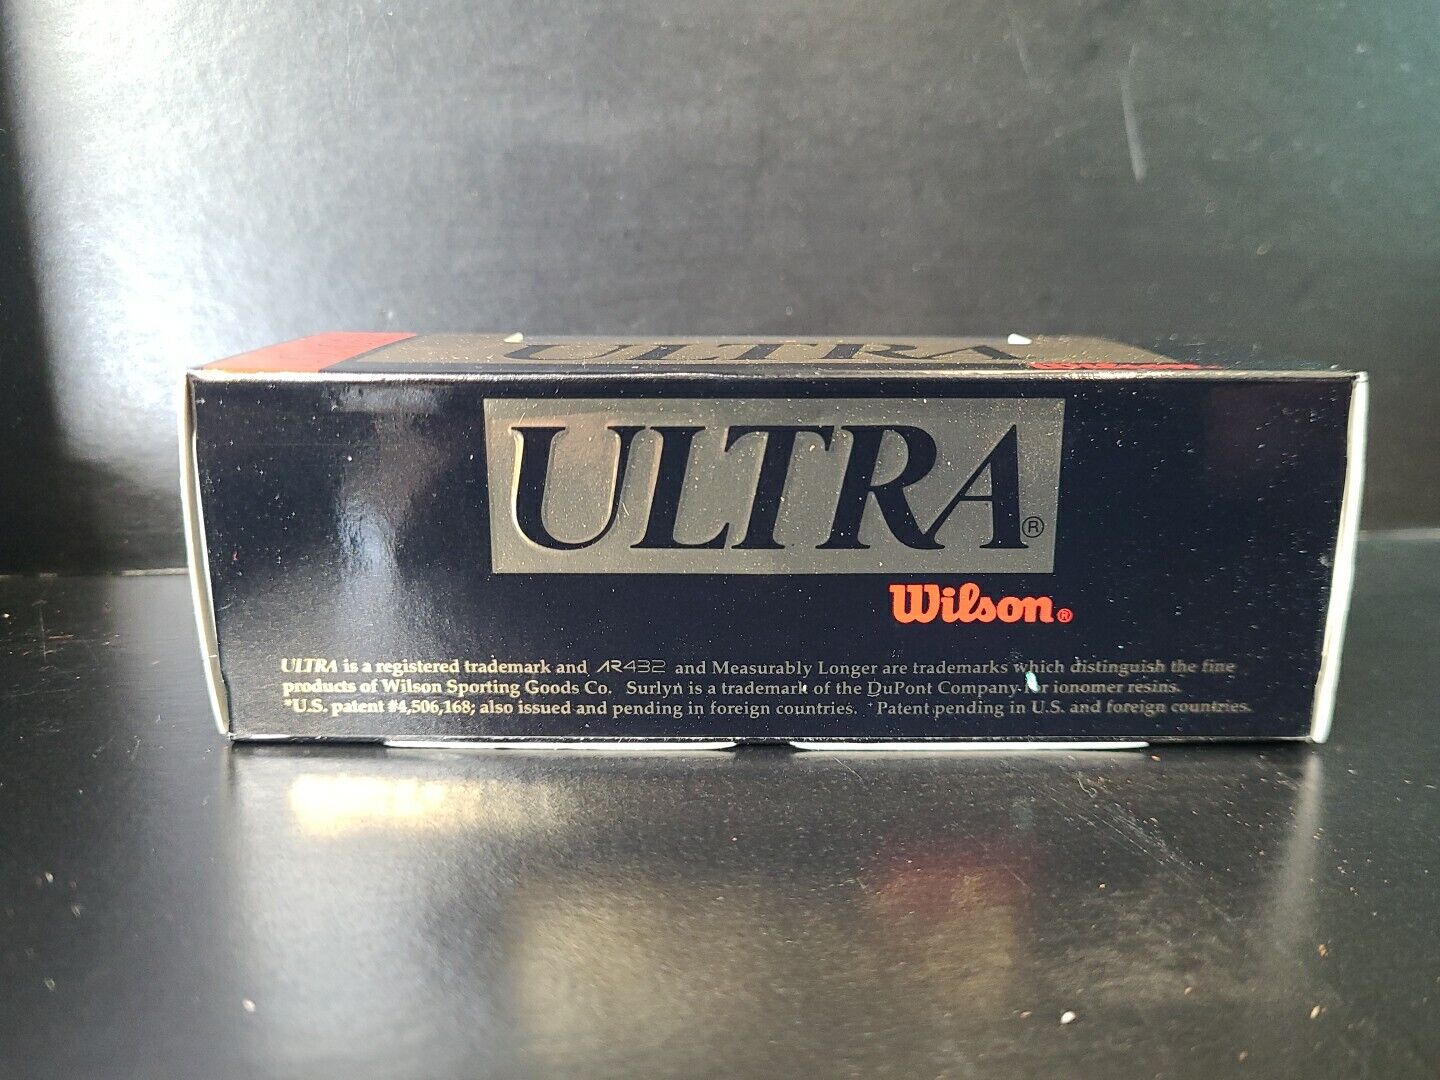 ULTRA
Wilson
ULTRA®
Wilson®
ULTRA is a registered trademark and AR432 and Measurably Longer are trademarks which distinguish the fine
products of Wilson Sporting Goods Co. Surlyn is a trademark of the DuPont Company for ionomer resins.
*U.S. patent #4,506,168; also issued and pending in foreign countries. +Patent pending in U.S. and foreign countries.